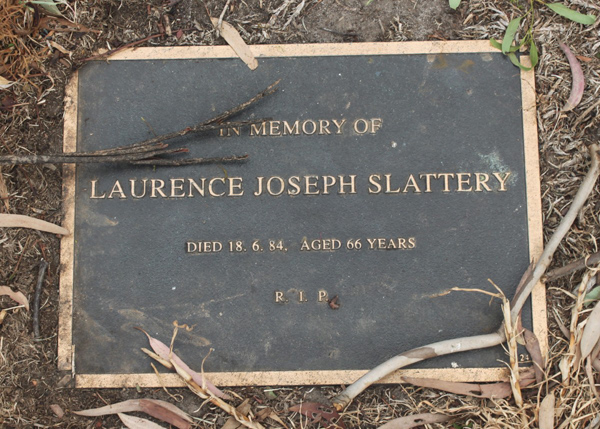 IN MEMORY OF
LAURENCE JOSEPH SLATTERY
DIED 18. 6. 84, AGED 66 YEARS
R. I. P.